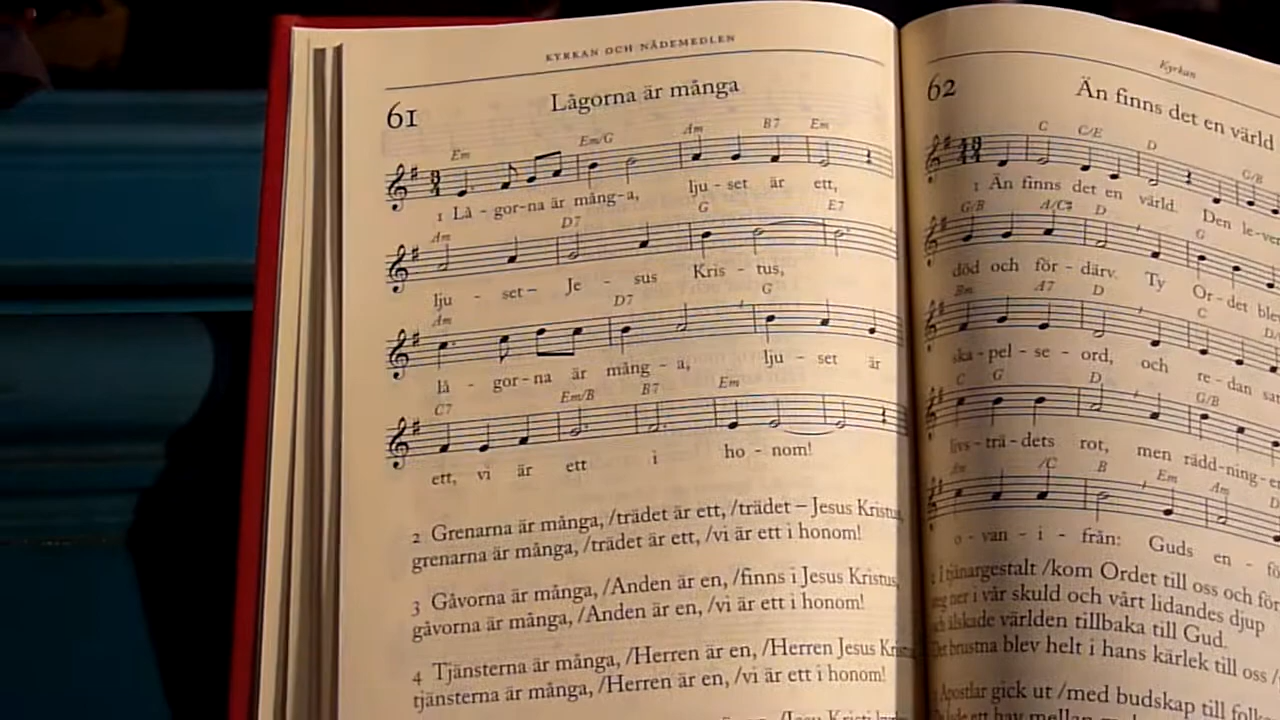 KYRKAN OCH NÅDEMEDLEN
61 Lågorna är många
Em Em/G Am B7 Em
1 Lå - gor-na är mång-a, lju - set är ett,
Am D7 G E7
lju - set – Je - sus Kris - tus,
Am D7 G
lå - gor-na är mång - a, lju - set är
C7 Em/B B7 Em
ett, vi är ett i ho - nom!
2 Grenarna är många, /trädet är ett, /trädet – Jesus Kristus,
grenarna är många, /trädet är ett, /vi är ett i honom!
3 Gåvorna är många, /Anden är en, /finns i Jesus Kristus,
gåvorna är många, /Anden är en, /vi är ett i honom!
4 Tjänsterna är många, /Herren är en, /Herren Jesus
tjänsterna är många, /Herren är en, /vi är ett i honom!
Kyrkan
62 Än finns det en värld
C C/E D G/B
1 Än finns det en värld. Den
G/B A/C# D G
död och för - därv. Ty Or - det
Bm A7 D C
ska - pel - se - ord, och re - dan
C G D G/B
livs - trä - dets rot, men rädd - ning -
Am /C B Em Am
o - van - i - från: Guds en -
I tjänargestalt /kom Ordet till oss och
ner i vår skuld och vårt lidandes djup
älskade världen tillbaka till Gud.
brustna blev helt i hans kärlek till oss
Apostlar gick ut /med budskap till